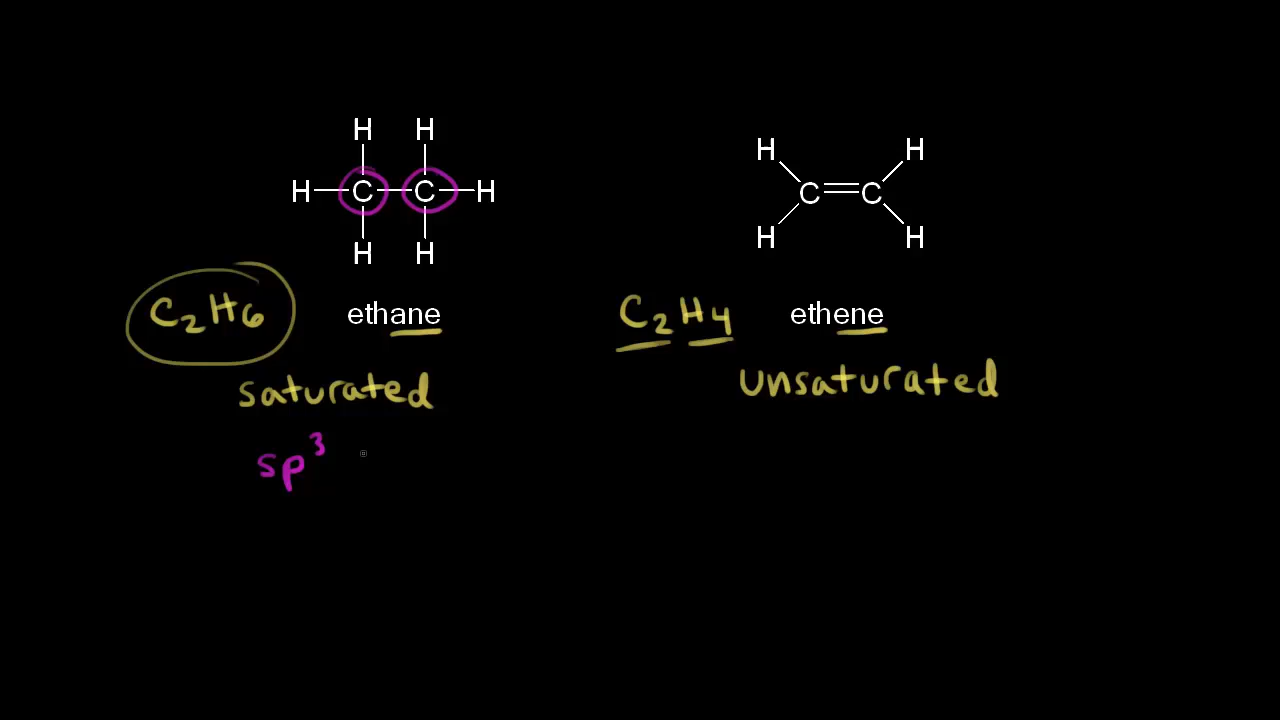 H H
H C C H
H H
H H
C C
H H
C₂H₆ ethane
saturated
sp³
C₂H₄ ethene
unsaturated